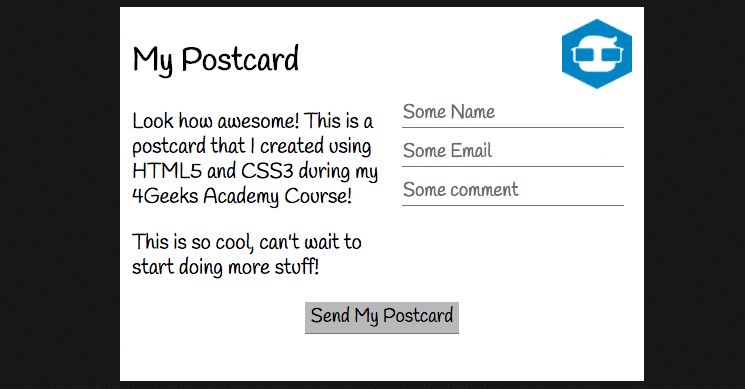 My Postcard
Look how awesome! This is a
postcard that I created using
HTML5 and CSS3 during my
4Geeks Academy Course!
This is so cool, can't wait to
start doing more stuff!
Some Name
Some Email
Some comment
Send My Postcard